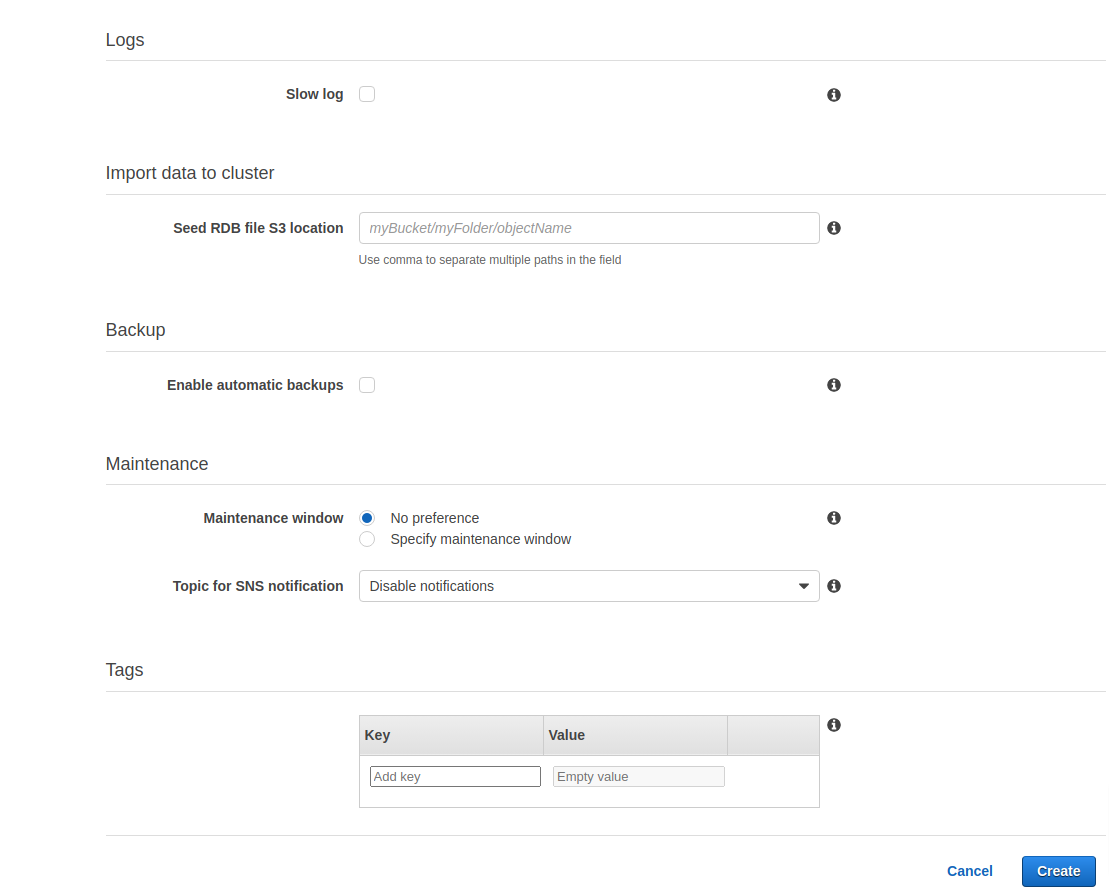 Logs
Slow log
Import data to cluster
Seed RDB file S3 location
myBucket/myFolder/objectName
Use comma to separate multiple paths in the field
Backup
Enable automatic backups
Maintenance
Maintenance window
No preference
Specify maintenance window
Topic for SNS notification
Disable notifications
Tags
Key Value
Add key Empty value
Cancel Create